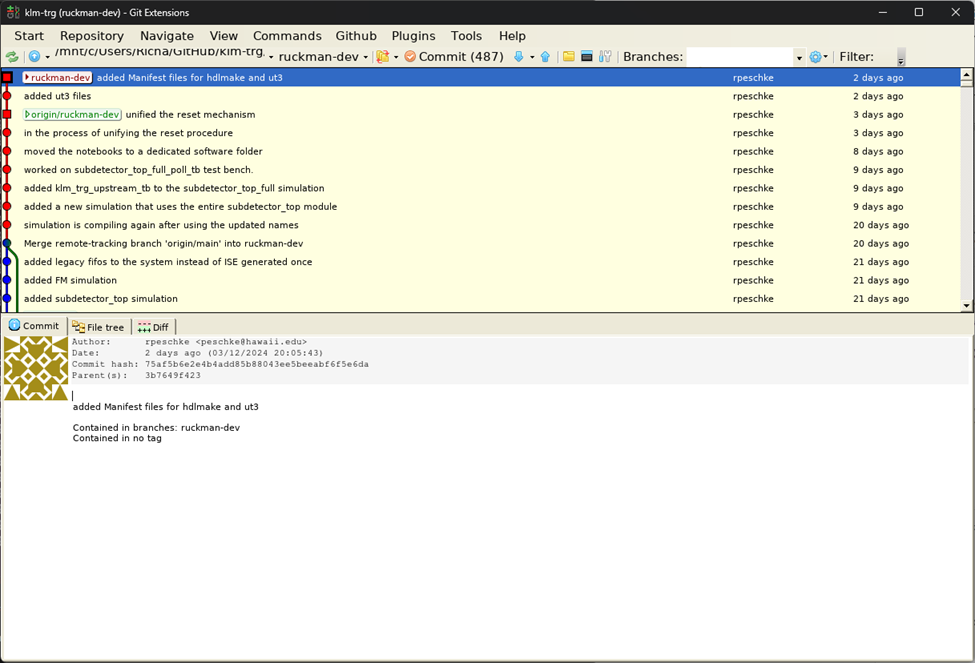 klm-trg (ruckman-dev) - Git Extensions
Start Repository Navigate View Commands Github Plugins Tools Help
/mnt/c/Users/Richa/GitHub/klm-trg. ruckman-dev Commit (487) Branches: Filter:
ruckman-dev added Manifest files for hdlmake and ut3 rpeschke 2 days ago
added ut3 files rpeschke 2 days ago
origin/ruckman-dev unified the reset mechanism rpeschke 3 days ago
in the process of unifying the reset procedure rpeschke 3 days ago
moved the notebooks to a dedicated software folder rpeschke 8 days ago
worked on subdetector_top_full_poll_tb test bench. rpeschke 9 days ago
added klm_trg_upstream_tb to the subdetector_top_full simulation rpeschke 9 days ago
added a new simulation that uses the entire subdetector_top module rpeschke 9 days ago
simulation is compiling again after using the updated names rpeschke 20 days ago
Merge remote-tracking branch 'origin/main' into ruckman-dev rpeschke 20 days ago
added legacy fifos to the system instead of ISE generated once rpeschke 21 days ago
added FM simulation rpeschke 21 days ago
added subdetector_top simulation rpeschke 21 days ago
Commit File tree Diff
Author: rpeschke <peschke@hawaii.edu>
Date: 2 days ago (03/12/2024 20:05:43)
Commit hash: 75af5b6e2e4b4add85b88043ee5beeabf6f5e6da
Parent(s): 3b7649f423
added Manifest files for hdlmake and ut3
Contained in branches: ruckman-dev
Contained in no tag